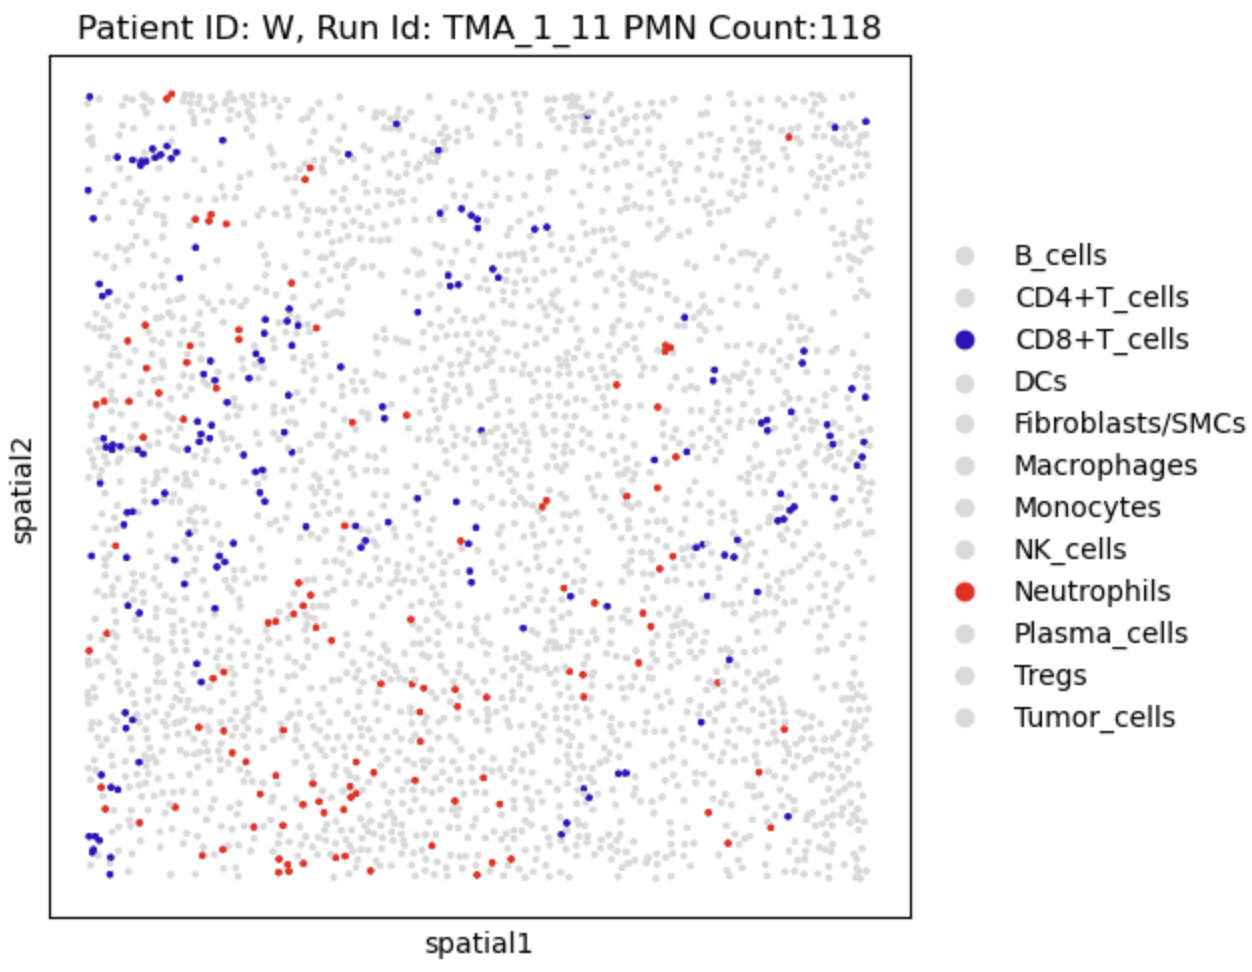 Patient ID: W, Run Id: TMA_1_11 PMN Count:118
spatial2
spatial1
B_cells
CD4+T_cells
CD8+T_cells
DCs
Fibroblasts/SMCs
Macrophages
Monocytes
NK_cells
Neutrophils
Plasma_cells
Tregs
Tumor_cells